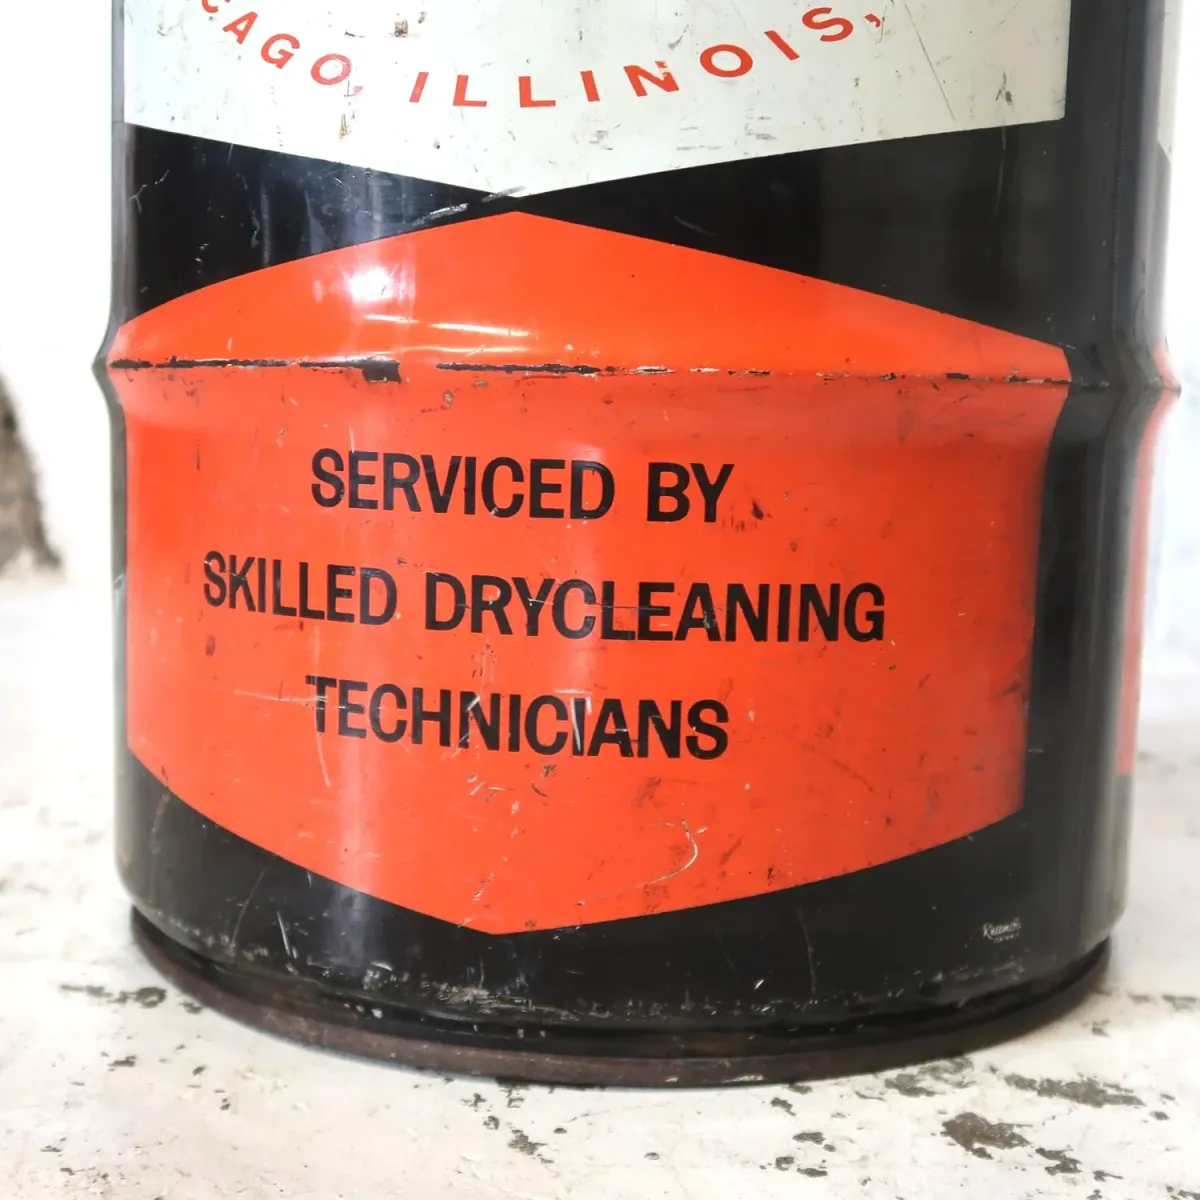 CAGO, ILLINOIS,
SERVICED BY
SKILLED DRYCLEANING
TECHNICIANS